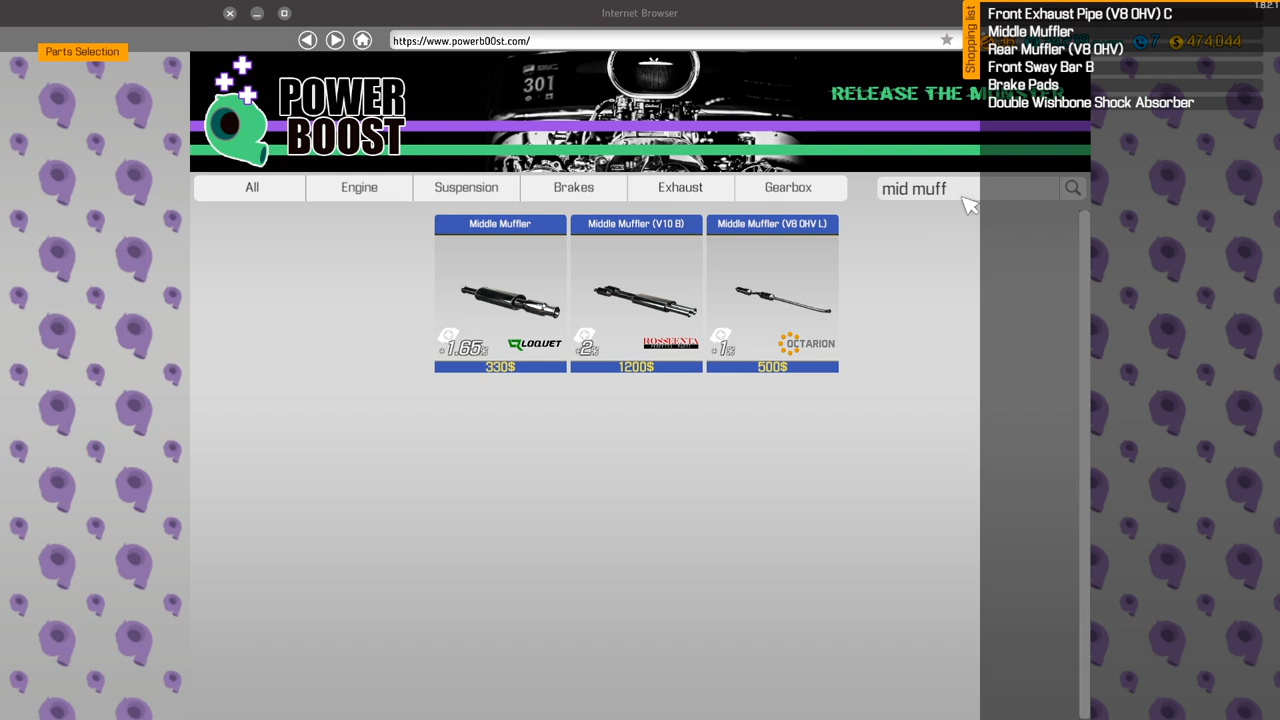 Internet Browser
1.6.2.1
Parts Selection
https://www.powerb00st.com/
Shopping list
Front Exhaust Pipe (V8 OHV) C
Middle Muffler
Rear Muffler (V8 OHV)
Front Sway Bar B
Brake Pads
Double Wishbone Shock Absorber
7
474.044
POWER
BOOST
301
RELEASE THE
All
Engine
Suspension
Brakes
Exhaust
Gearbox
mid muff
Middle Muffler
Middle Muffler (V10 B)
Middle Muffler (V8 OHV L)
+1.65%
LOQUET
+2%
+1%
OCTARION
330$
1200$
500$